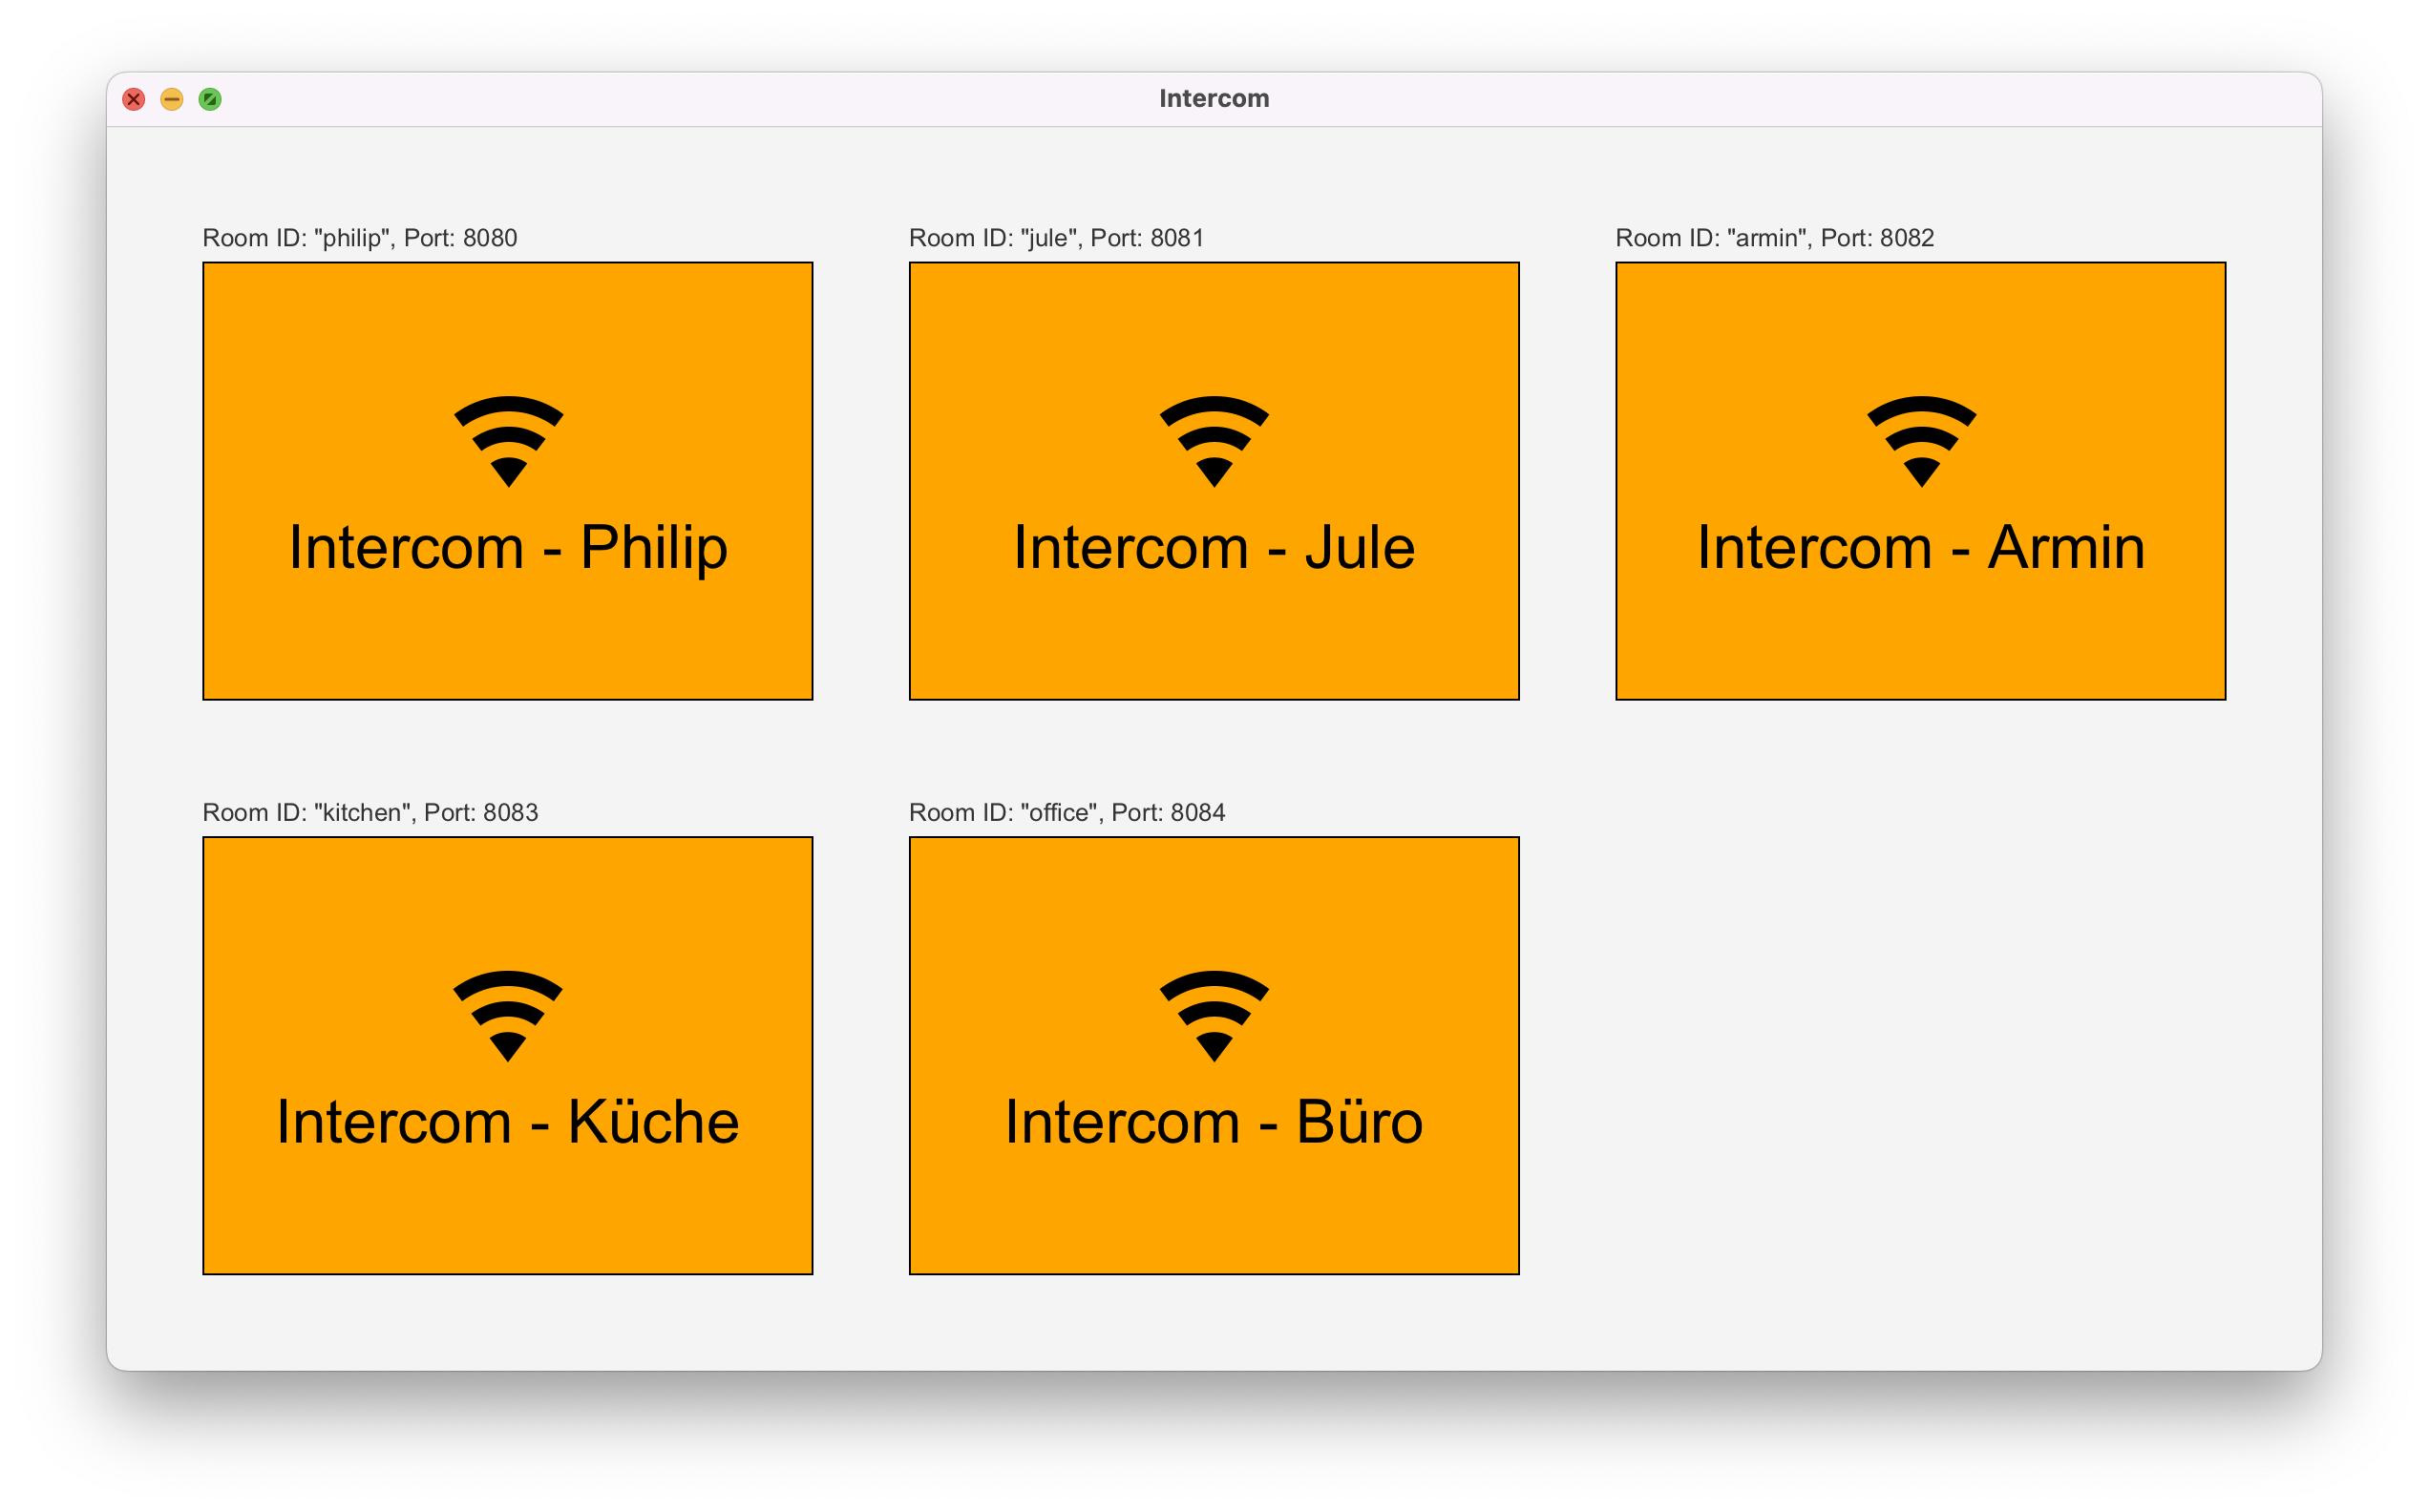 Intercom
Room ID: "philip", Port: 8080
Intercom - Philip
Room ID: "jule", Port: 8081
Intercom - Jule
Room ID: "armin", Port: 8082
Intercom - Armin
Room ID: "kitchen", Port: 8083
Intercom - Küche
Room ID: "office", Port: 8084
Intercom - Büro